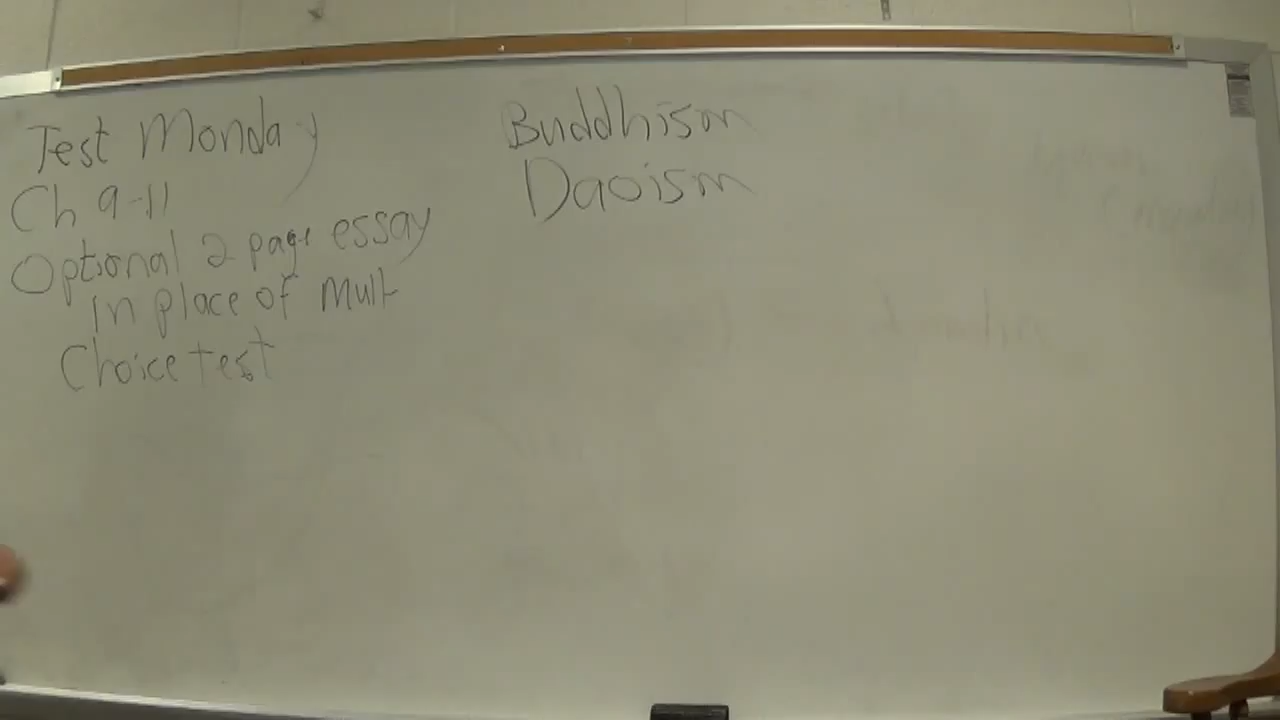 Test Monday
Ch 9-11
Optional 2 page essay
in place of Mult
Choice test
Buddhism
Daoism